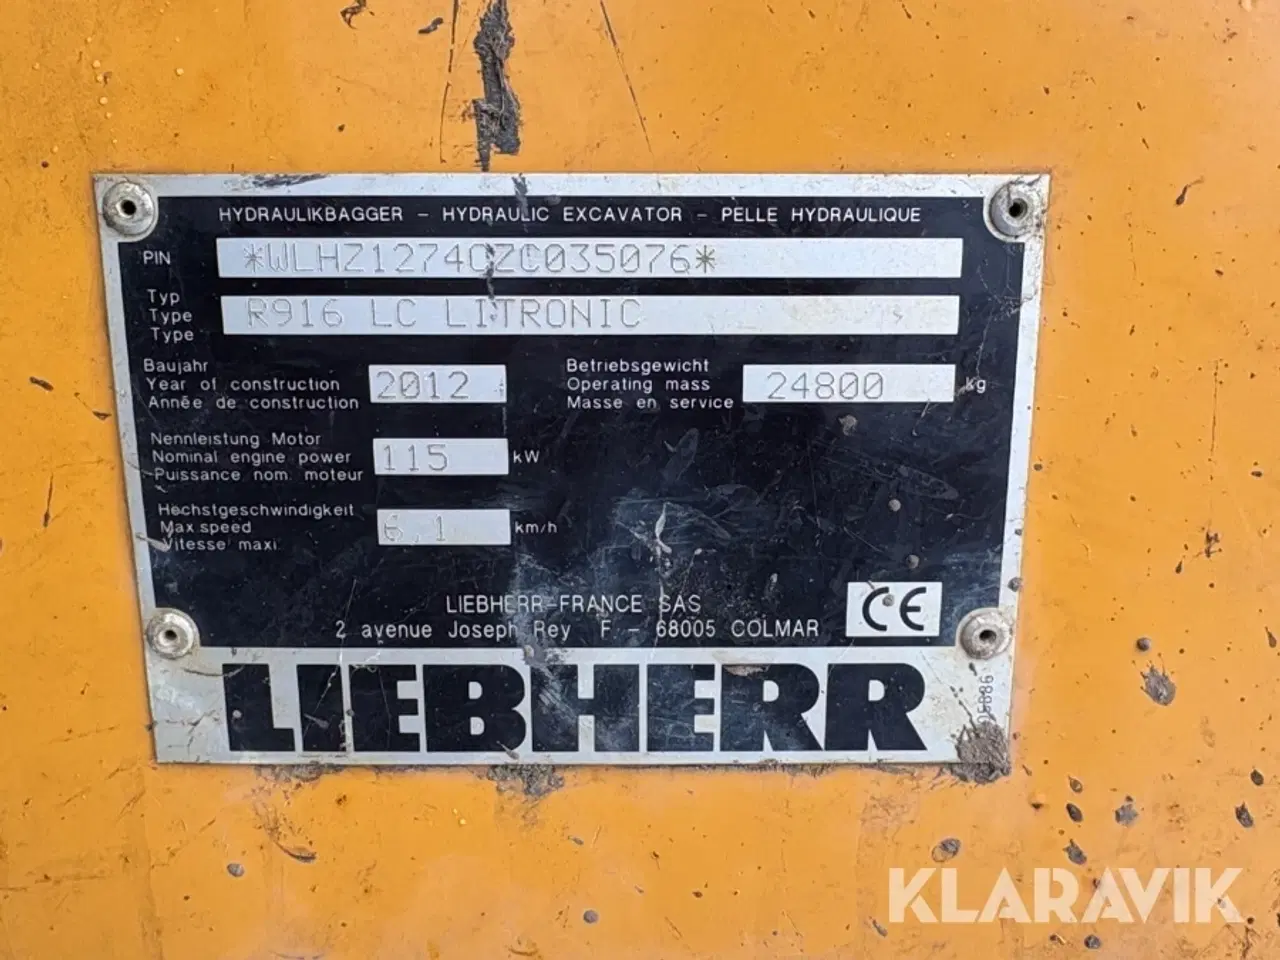 HYDRAULIKBAGGER - HYDRAULIC EXCAVATOR - PELLE HYDRAULIQUE
PIN *WLHZ1274CZC035076*
Typ
Type
Type
R916 LC LITRONIC
Baujahr
Year of construction 2012
Année de construction
Betriebsgewicht
Operating mass 24800 kg
Masse en service
Nennleistung Motor
Nominal engine power 115 kW
Puissance nom. moteur
Hechstgeschwindigkeit
Max speed 6,1 km/h
Vitesse maxi.
LIEBHERR-FRANCE SAS
2 avenue Joseph Rey F - 68005 COLMAR
CE
LIEBHERR
KLARAVIK